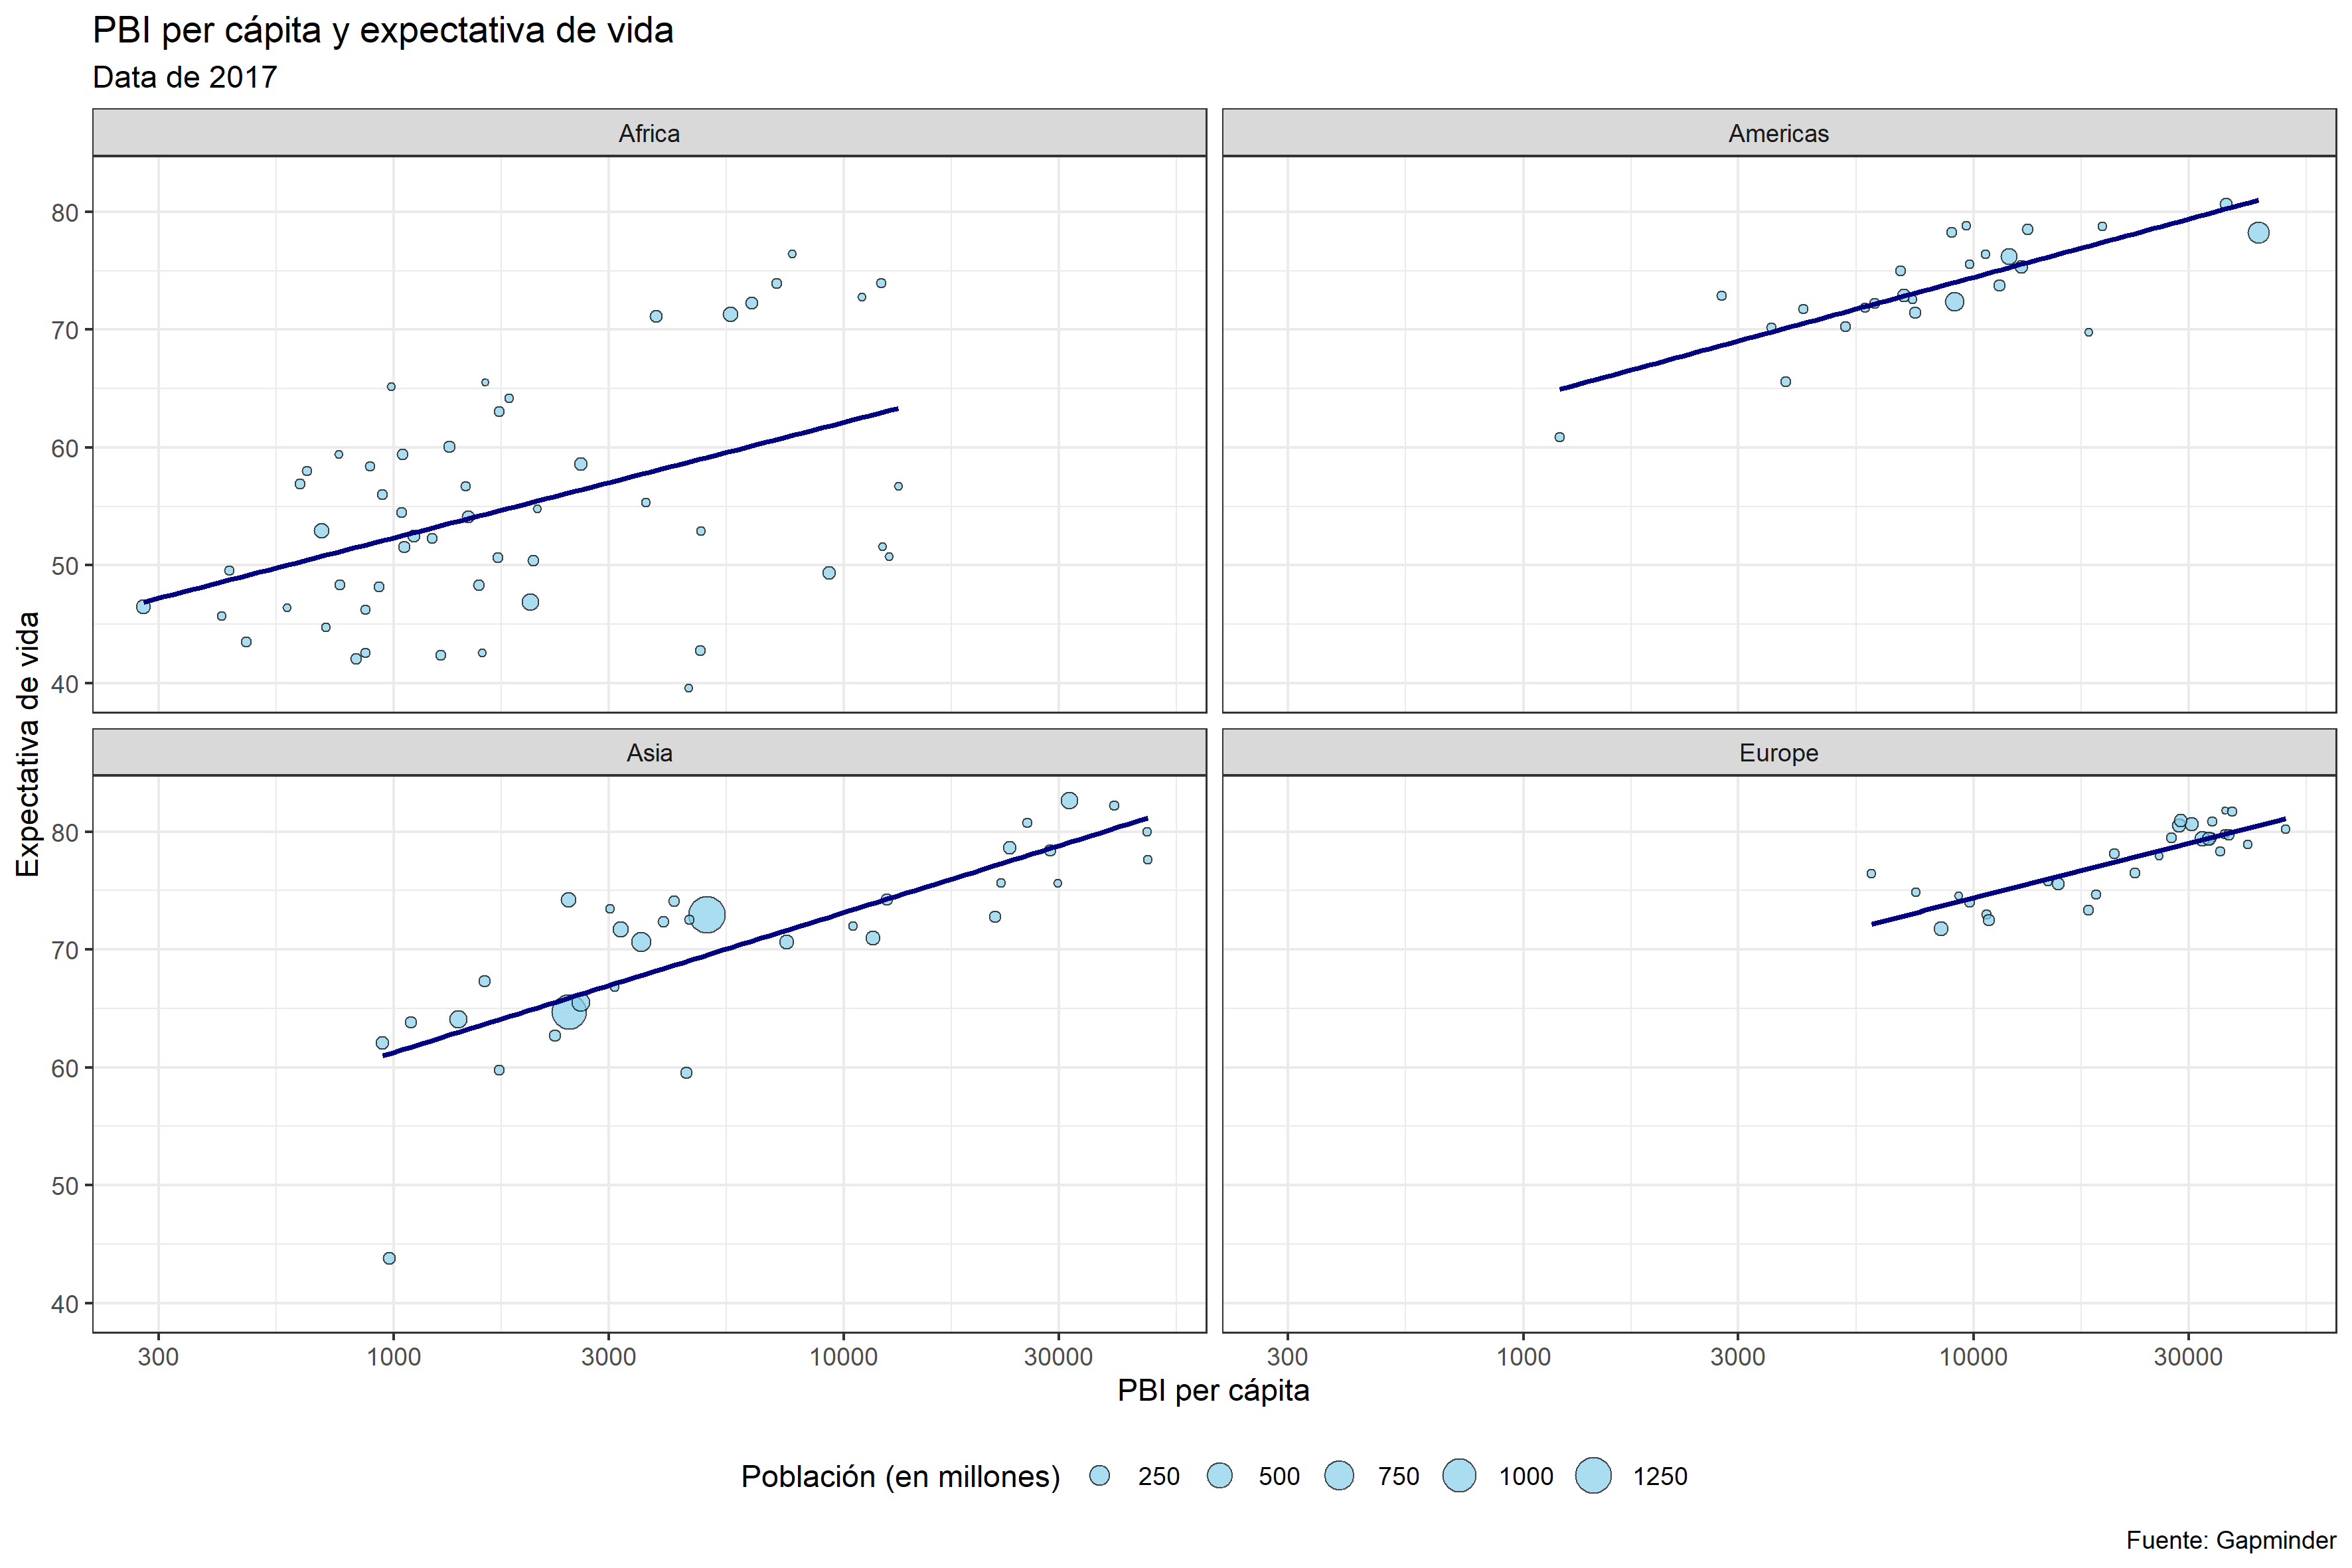 PBI per cápita y expectativa de vida
Data de 2017
Africa
Americas
80
70
60
50
40
Asia
Europe
80
70
60
50
40
Expectativa de vida
300 1000 3000 10000 30000
300 1000 3000 10000 30000
PBI per cápita
Población (en millones) 250 500 750 1000 1250
Fuente: Gapminder